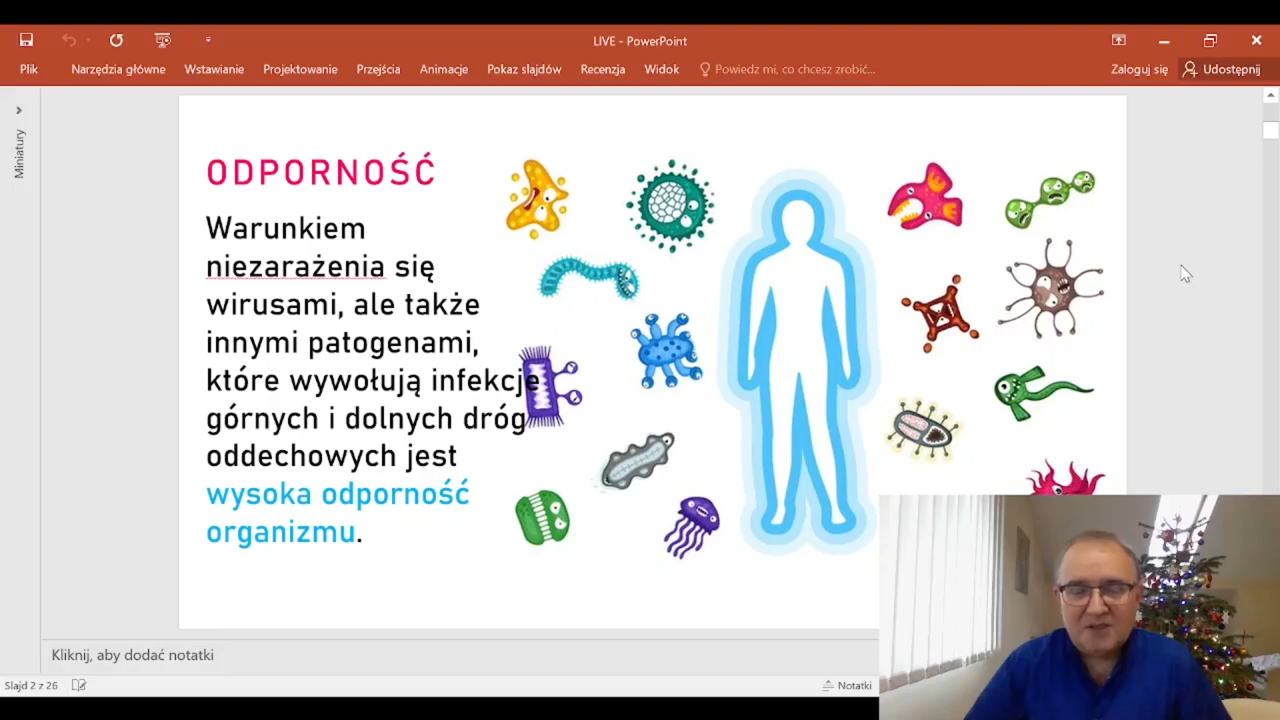 LIVE - PowerPoint
Plik Narzędzia główne Wstawianie Projektowanie Przejścia Animacje Pokaz slajdów Recenzja Widok Powiedz mi, co chcesz zrobić... Zaloguj się Udostępnij
Miniatury
ODPORNOŚĆ
Warunkiem
niezarażenia się
wirusami, ale także
innymi patogenami,
które wywołują infekcje
górnych i dolnych dróg
oddechowych jest
wysoka odporność
organizmu.
Kliknij, aby dodać notatki
Slajd 2 z 26 Notatki